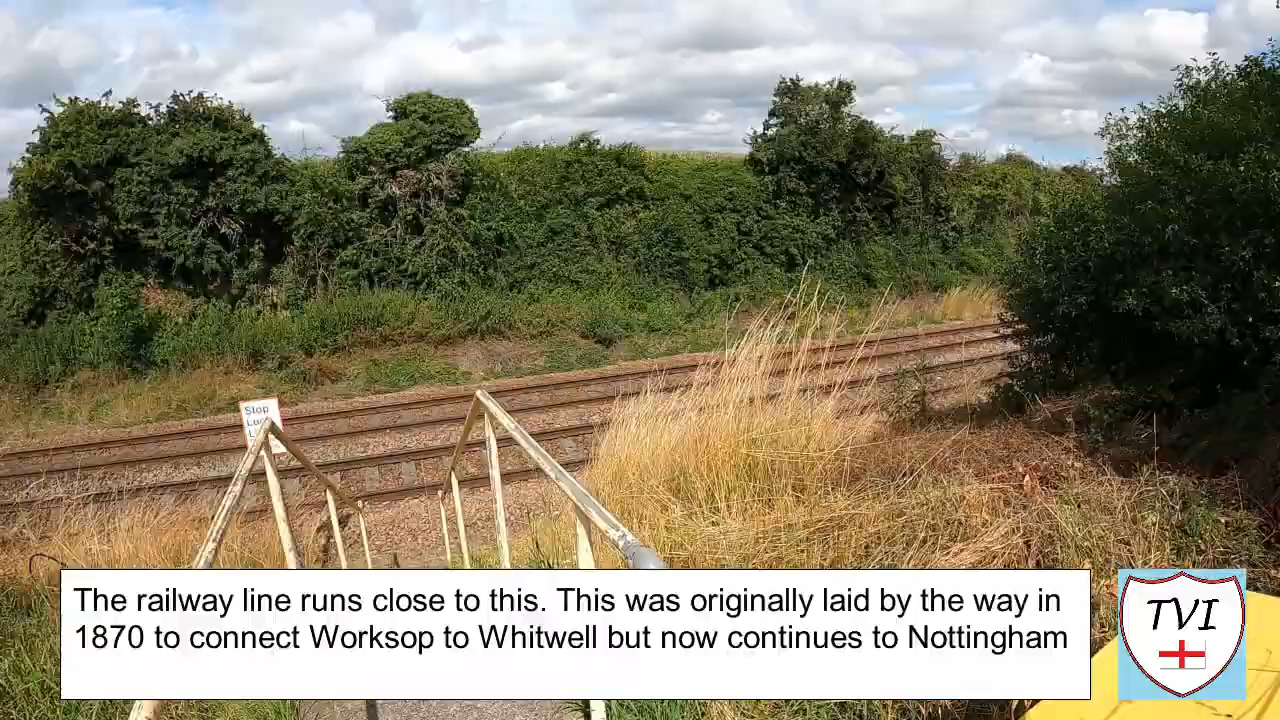 Stop
The railway line runs close to this. This was originally laid by the way in
1870 to connect Worksop to Whitwell but now continues to Nottingham
TVI